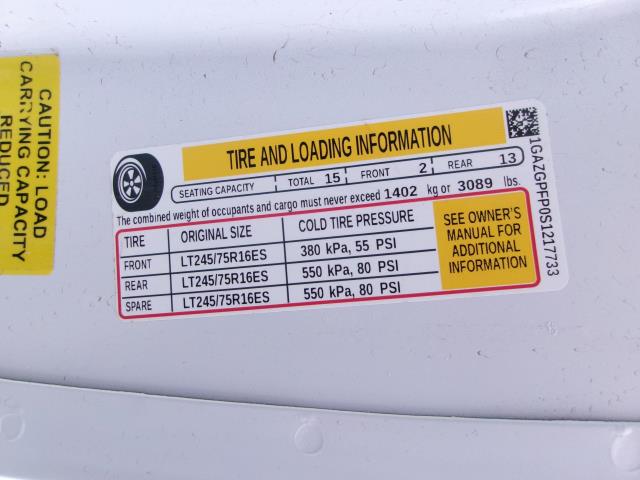 CAUTION: LOAD
CARRYING CAPACITY
REDUCED
TIRE AND LOADING INFORMATION
SEATING CAPACITY TOTAL 15 FRONT 2 REAR 13
The combined weight of occupants and cargo must never exceed 1402 kg or 3089 lbs.
TIRE ORIGINAL SIZE COLD TIRE PRESSURE
FRONT LT245/75R16ES 380 kPa, 55 PSI
REAR LT245/75R16ES 550 kPa, 80 PSI
SPARE LT245/75R16ES 550 kPa, 80 PSI
SEE OWNER'S
MANUAL FOR
ADDITIONAL
INFORMATION
1GAZGPFP0S1217733